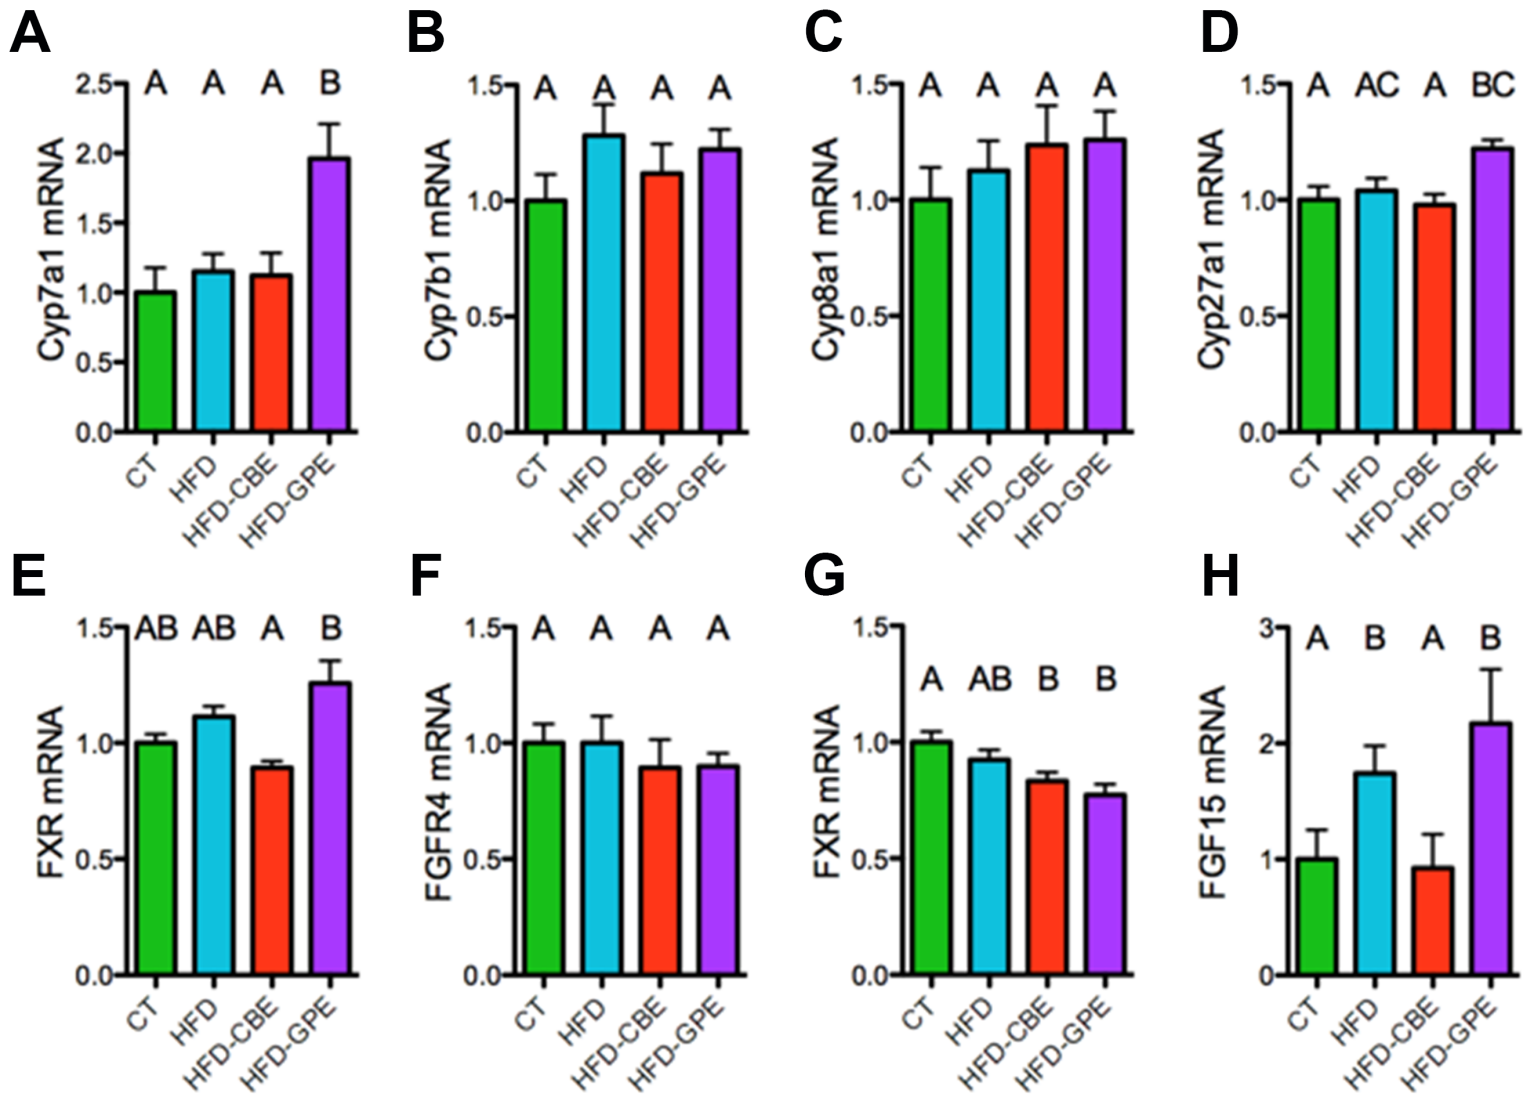 A
Cyp7a1 mRNA
2.5
2.0
1.5
1.0
0.5
0.0
A A A B
CT
HFD
HFD-CBE
HFD-GPE
B
Cyp7b1 mRNA
1.5
1.0
0.5
0.0
A A A A
CT
HFD
HFD-CBE
HFD-GPE
C
Cyp8a1 mRNA
1.5
1.0
0.5
0.0
A A A A
CT
HFD
HFD-CBE
HFD-GPE
D
Cyp27a1 mRNA
1.5
1.0
0.5
0.0
A AC A BC
CT
HFD
HFD-CBE
HFD-GPE
E
FXR mRNA
1.5
1.0
0.5
0.0
AB AB A B
CT
HFD
HFD-CBE
HFD-GPE
F
FGFR4 mRNA
1.5
1.0
0.5
0.0
A A A A
CT
HFD
HFD-CBE
HFD-GPE
G
FXR mRNA
1.5
1.0
0.5
0.0
A AB B B
CT
HFD
HFD-CBE
HFD-GPE
H
FGF15 mRNA
3
2
1
0
A B A B
CT
HFD
HFD-CBE
HFD-GPE